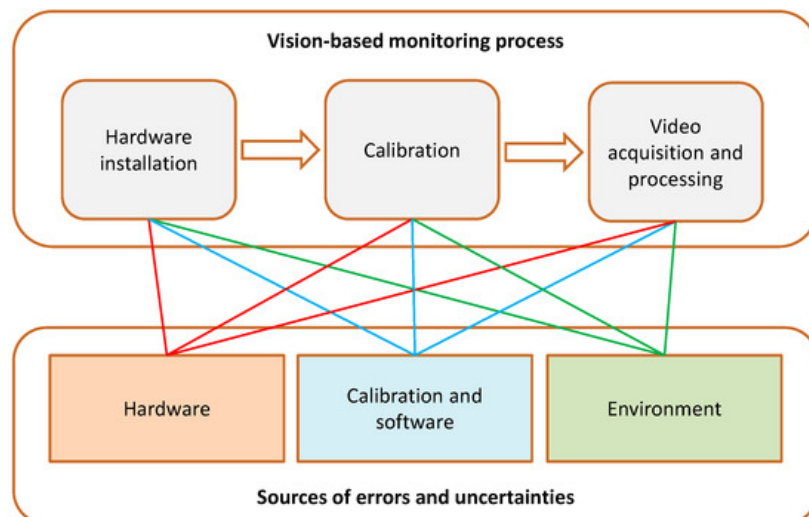 Vision-based monitoring process
Hardware
installation
Calibration
Video
acquisition and
processing
Hardware
Calibration and
software
Environment
Sources of errors and uncertainties